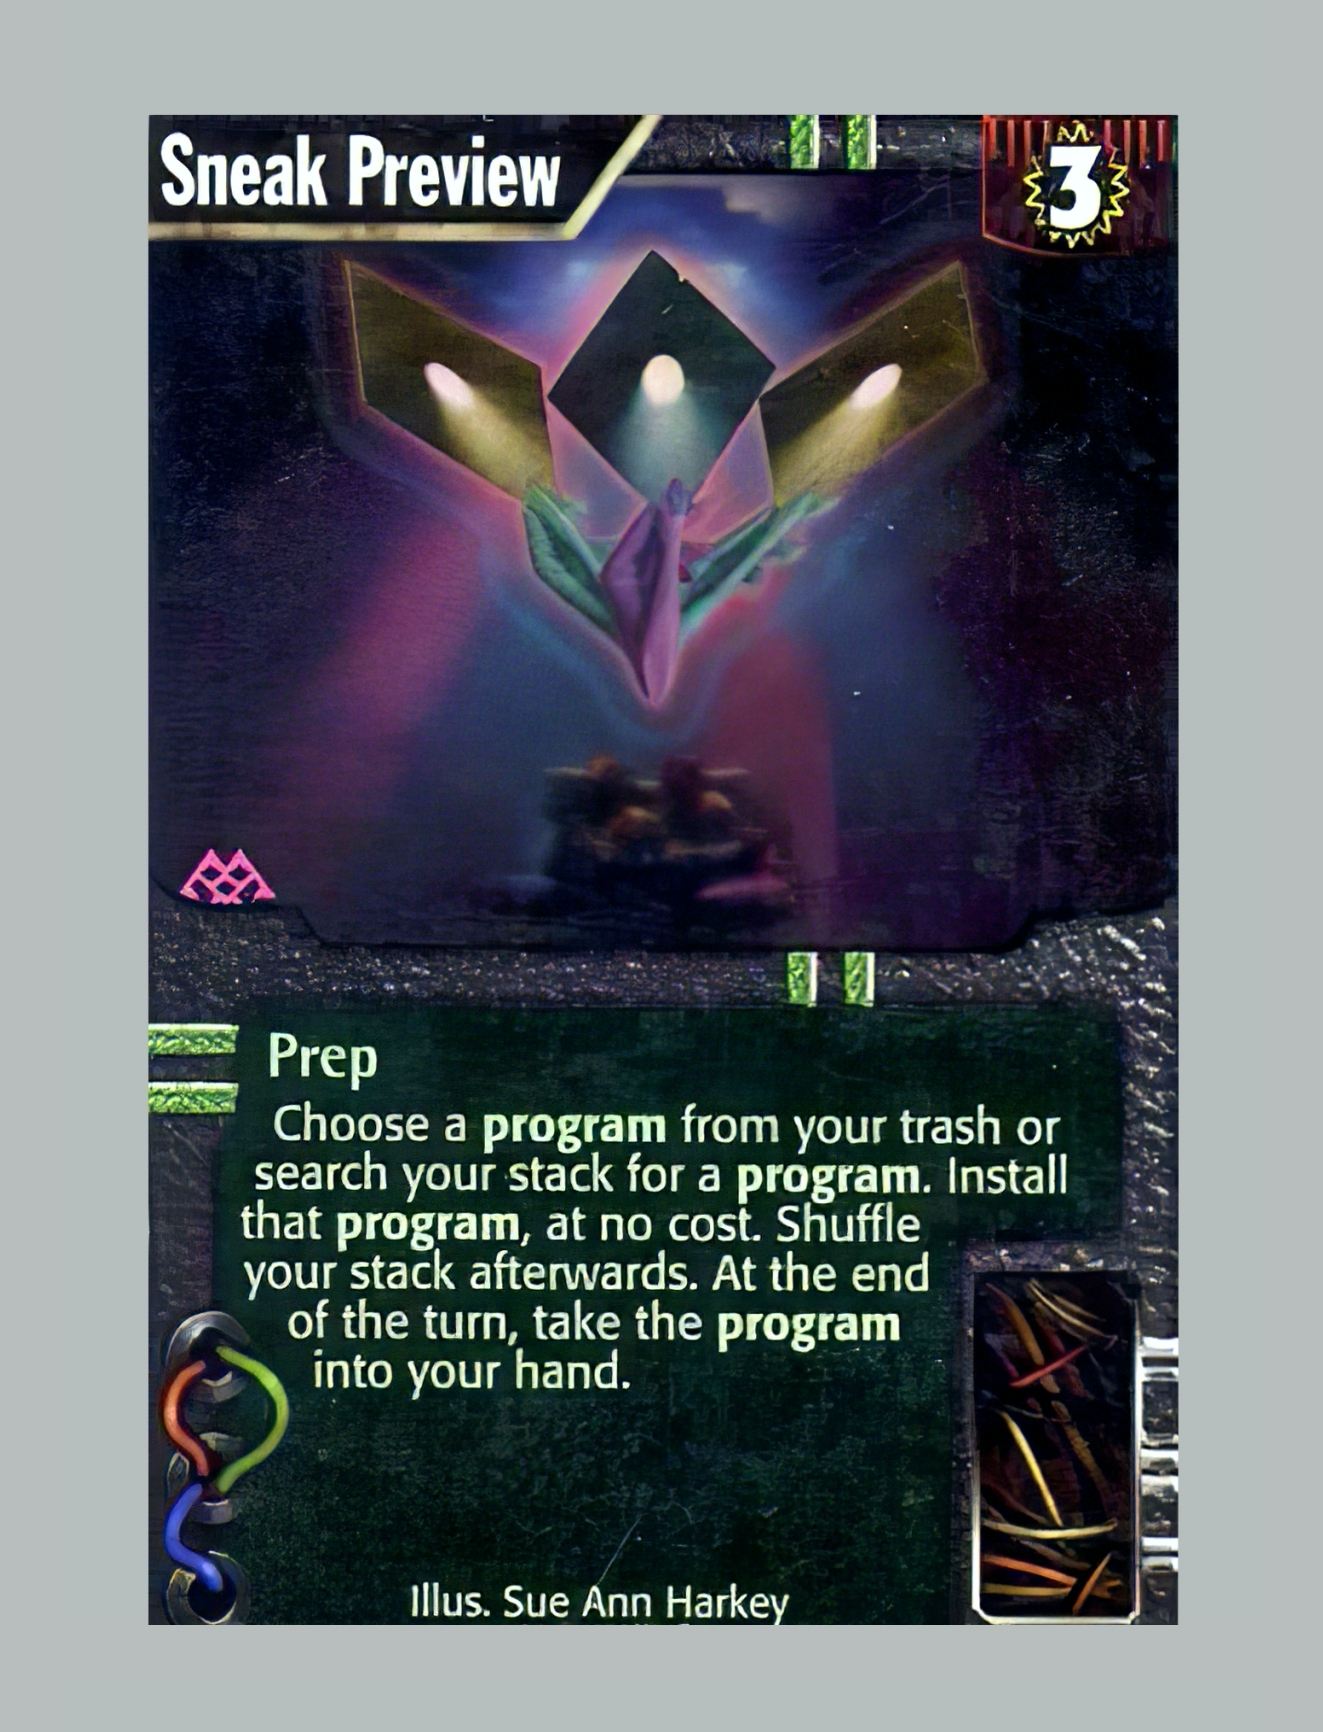 Sneak Preview
3
Prep
Choose a program from your trash or
search your stack for a program. Install
that program, at no cost. Shuffle
your stack afterwards. At the end
of the turn, take the program
into your hand.
Illus. Sue Ann Harkey